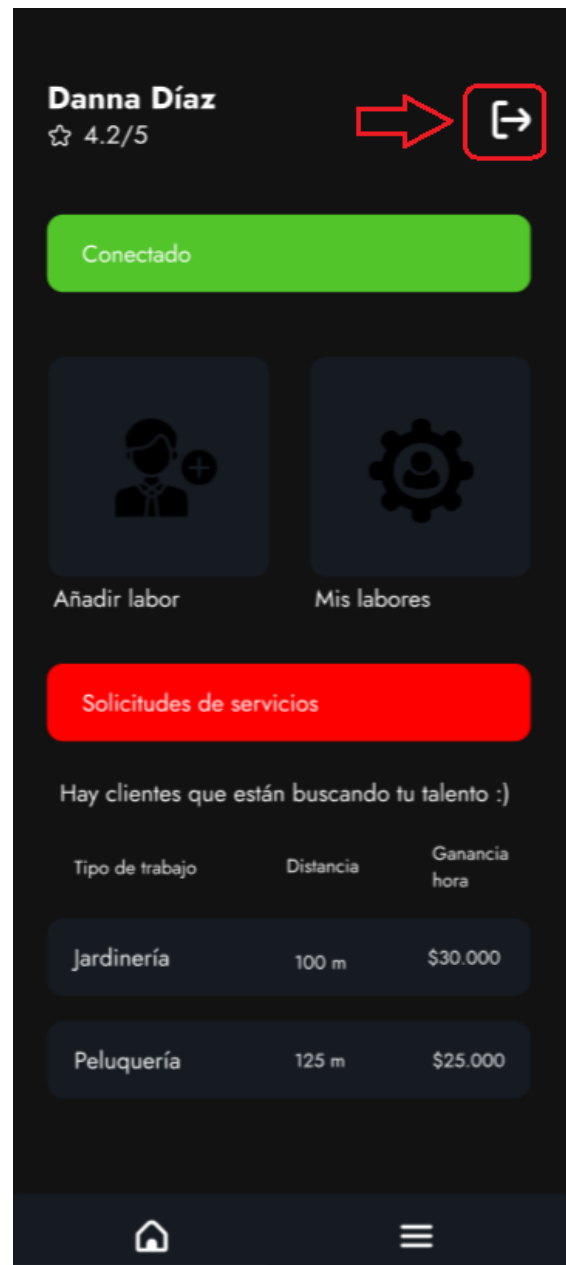 Danna Díaz
4.2/5
Conectado
Añadir labor
Mis labores
Solicitudes de servicios
Hay clientes que están buscando tu talento :)
Tipo de trabajo
Distancia
Ganancia
hora
Jardinería
100 m
$30.000
Peluquería
125 m
$25.000